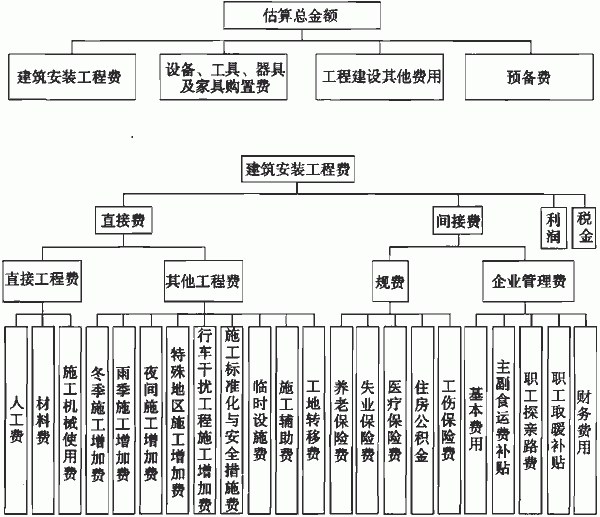 估算总金额
建筑安装工程费
设备、工具、器具
及家具购置费
工程建设其他费用
预备费
建筑安装工程费
直接费
间接费
利润
税金
直接工程费
其他工程费
规费
企业管理费
人工费
材料费
施工机械使用费
冬季施工增加费
雨季施工增加费
夜间施工增加费
特殊地区施工增加费
行车干扰工程施工增加费
施工标准化与安全措施费
临时设施费
施工辅助费
工地转移费
养老保险费
失业保险费
医疗保险费
住房公积金
工伤保险费
基本费用
主副食运费补贴
职工探亲路费
职工取暖补贴
财务费用